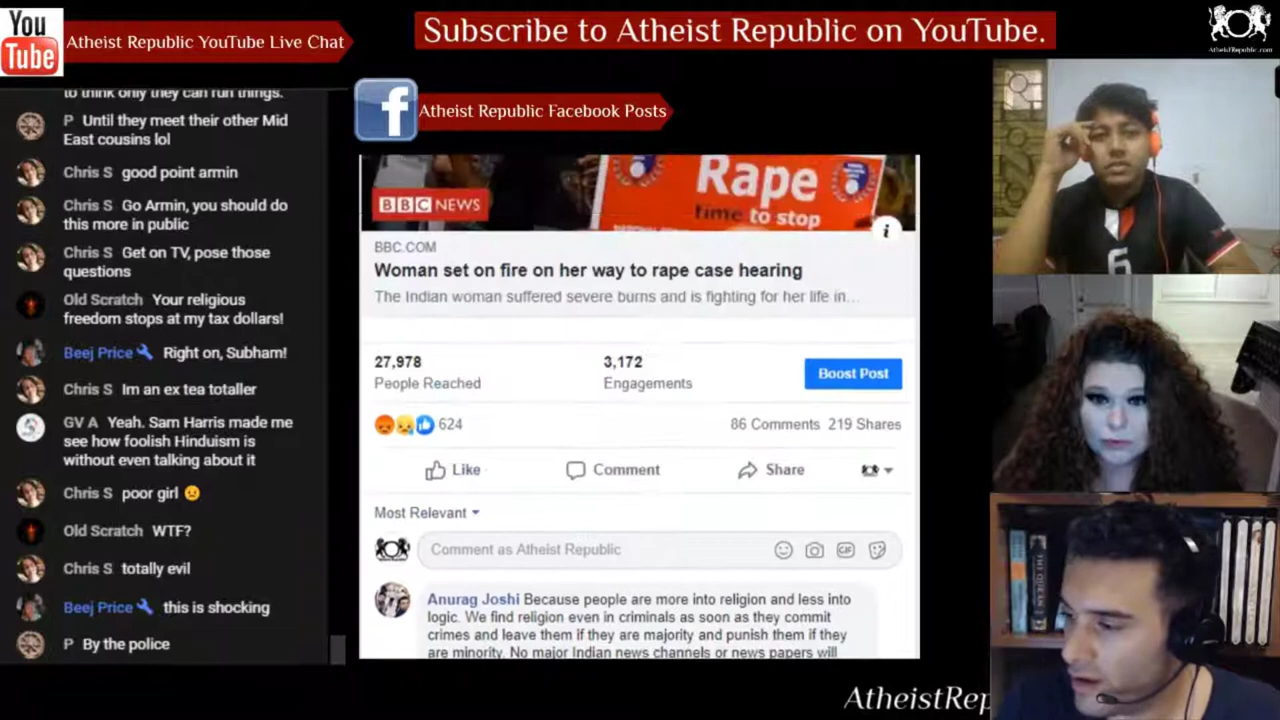 You
Tube
Atheist Republic YouTube Live Chat
Subscribe to Atheist Republic on YouTube.
AtheistRepublic.com
to think only they can run things.
P Until they meet their other Mid
East cousins lol
Chris S good point armin
Chris S Go Armin, you should do
this more in public
Chris S Get on TV, pose those
questions
Old Scratch Your religious
freedom stops at my tax dollars!
Beej Price Right on, Subham!
Chris S Im an ex tea totaller
GV A Yeah. Sam Harris made me
see how foolish Hinduism is
without even talking about it
Chris S poor girl
Old Scratch WTF?
Chris S totally evil
Beej Price this is shocking
P By the police
f
Atheist Republic Facebook Posts
Rape
time to stop
BBC NEWS
i
BBC.COM
Woman set on fire on her way to rape case hearing
The Indian woman suffered severe burns and is fighting for her life in...
27,978
People Reached
3,172
Engagements
Boost Post
624
86 Comments 219 Shares
Like
Comment
Share
Most Relevant
Comment as Atheist Republic
GIF
Anurag Joshi Because people are more into religion and less into
logic. We find religion even in criminals as soon as they commit
crimes and leave them if they are majority and punish them if they
are minority. No major Indian news channels or news papers will
6
THE QURAN
AtheistRep